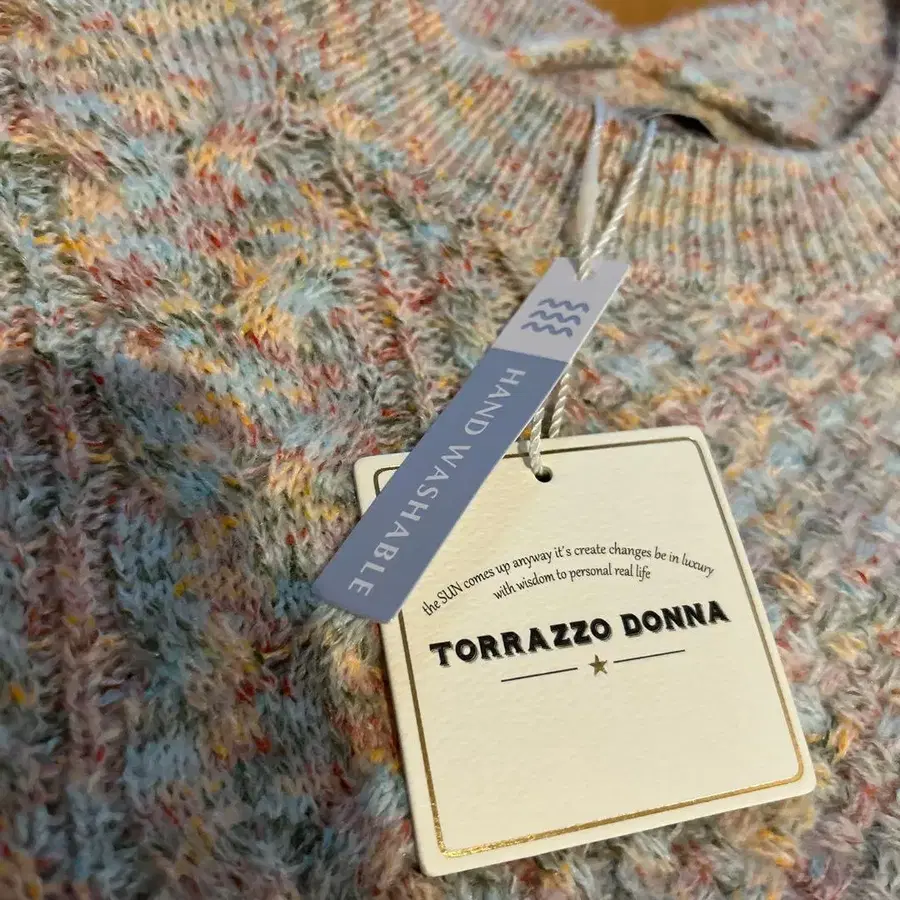 HAND WASHABLE
the SUN comes up anyway it's create changes be in luxury
with wisdom to personal real life
TORRAZZO DONNA